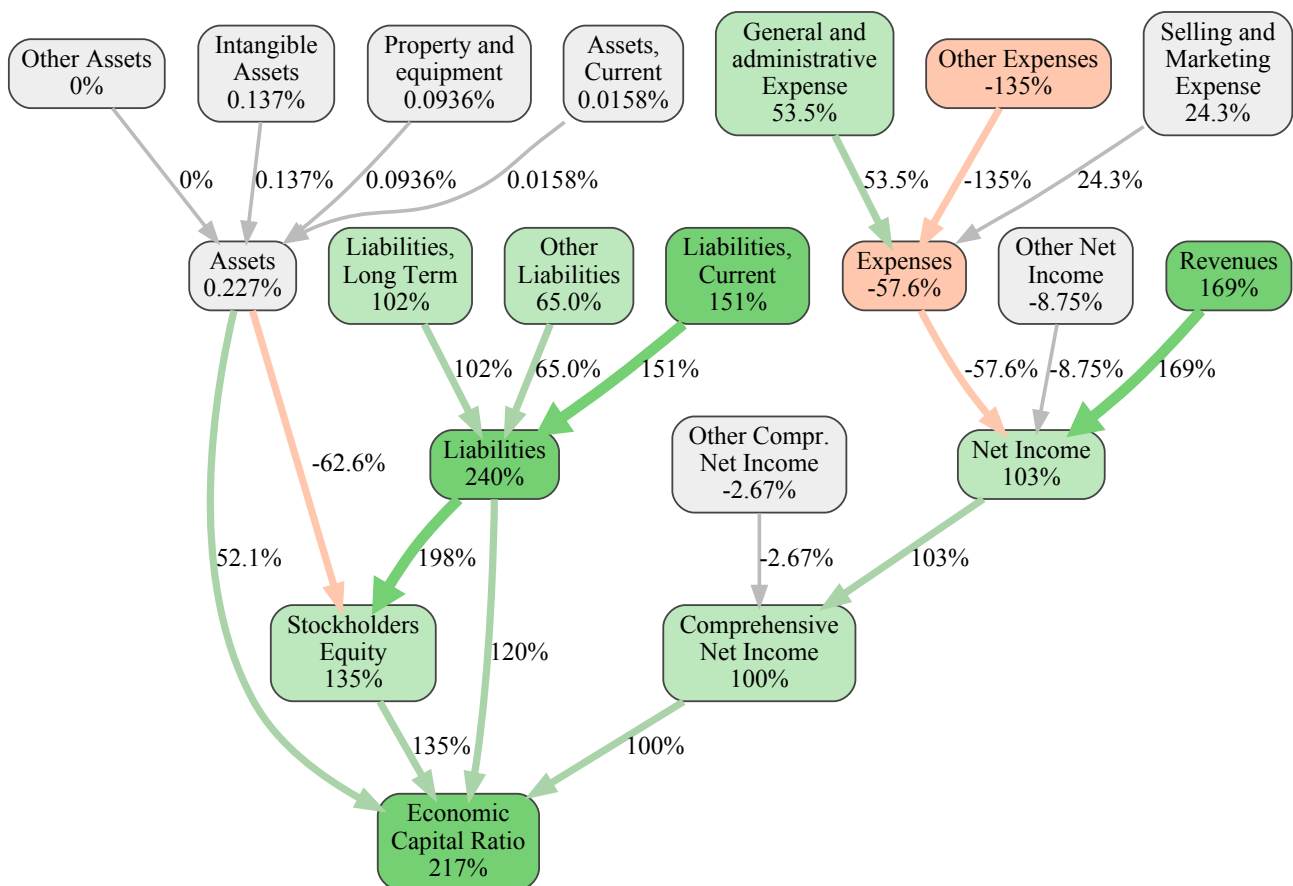 Other Assets
0%
Intangible
Assets
0.137%
Property and
equipment
0.0936%
Assets,
Current
0.0158%
General and
administrative
Expense
53.5%
Other Expenses
-135%
Selling and
Marketing
Expense
24.3%
0%
0.137%
0.0936%
0.0158%
53.5%
-135%
24.3%
Assets
0.227%
Liabilities,
Long Term
102%
Other
Liabilities
65.0%
Liabilities,
Current
151%
Expenses
-57.6%
Other Net
Income
-8.75%
Revenues
169%
102%
65.0%
151%
-57.6%
-8.75%
169%
-62.6%
Liabilities
240%
Other Compr.
Net Income
-2.67%
Net Income
103%
52.1%
198%
-2.67%
103%
Stockholders
Equity
135%
120%
Comprehensive
Net Income
100%
135%
100%
Economic
Capital Ratio
217%